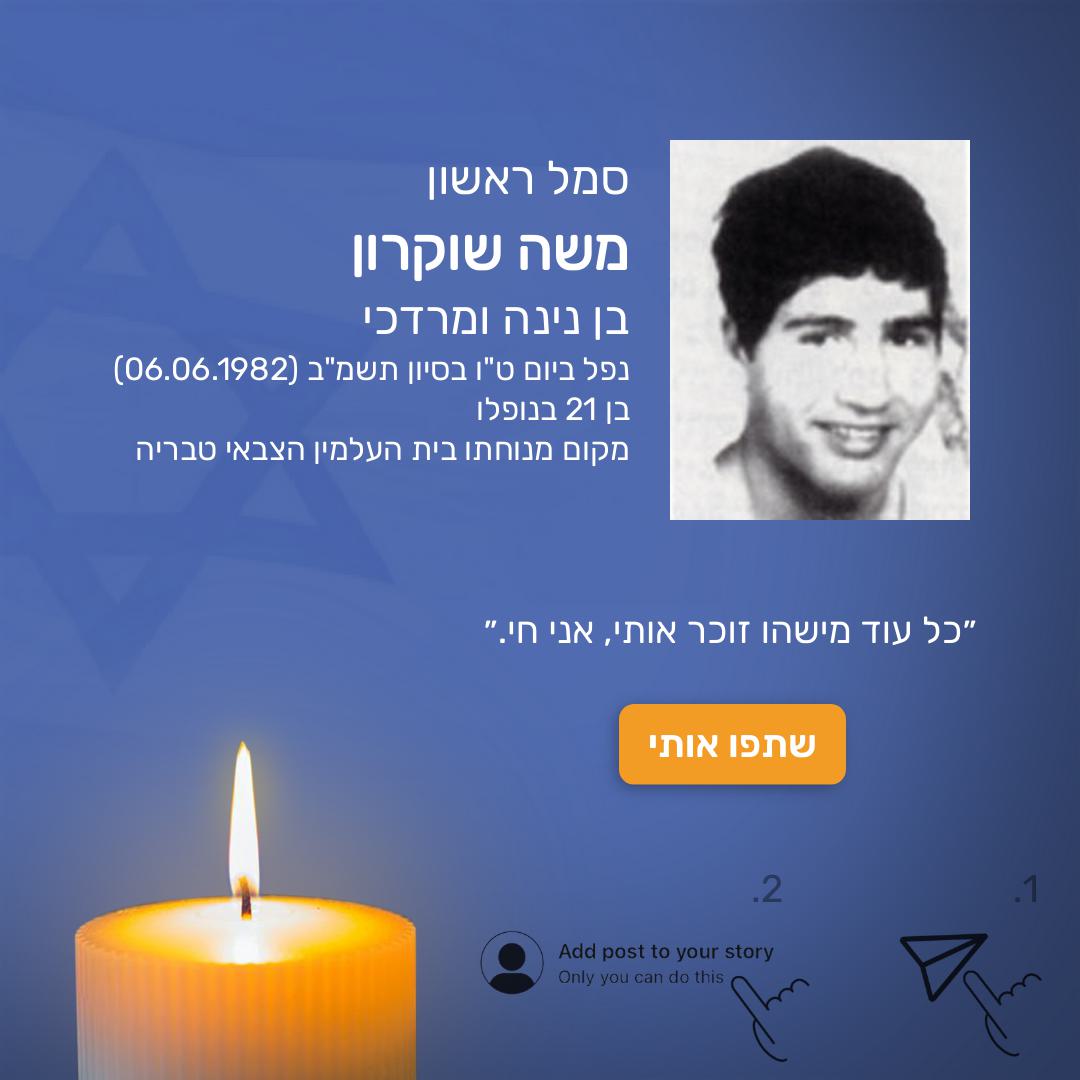 סמל ראשון
משה שוקרון
בן נינה ומרדכי
נפל ביום ט"ו בסיון תשמ"ב (06.06.1982)
בן 21 בנופלו
מקום מנוחתו בית העלמין הצבאי טבריה
״כל עוד מישהו זוכר אותי, אני חי.״
שתפו אותי
1.
2.
Add post to your story
Only you can do this